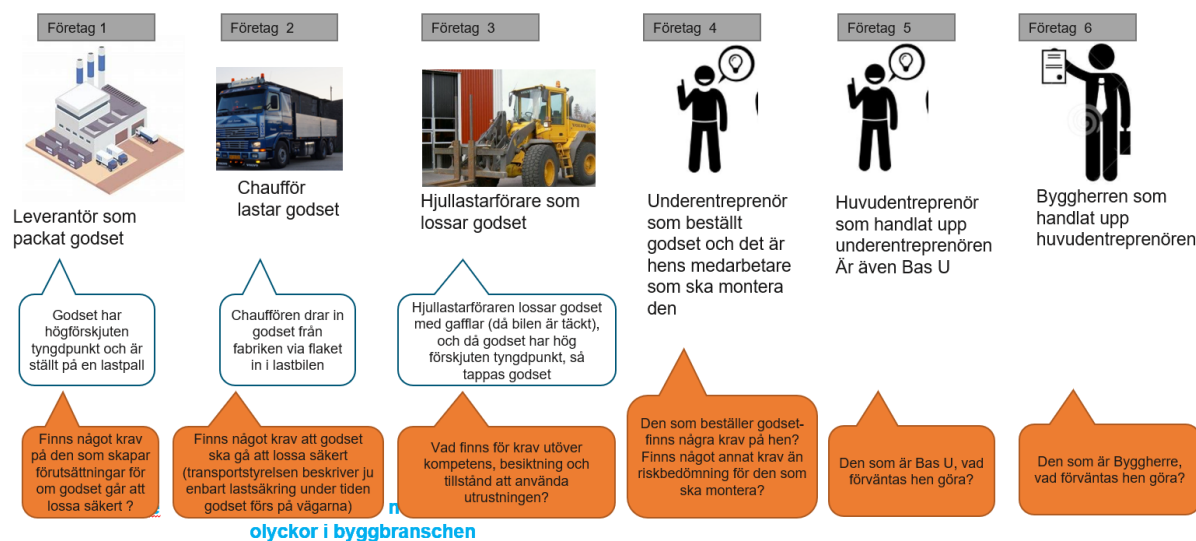 Företag 1
Företag 2
Företag 3
Företag 4
Företag 5
Företag 6
Leverantör som
packat godset
Chaufför
lastar godset
Hjullastarförare som
lossar godset
Underentreprenör
som beställt
godset och det är
hens medarbetare
som ska montera
den
Huvudentreprenör
som handlat upp
underentreprenören
Är även Bas U
Byggherren som
handlat upp
huvudentreprenören
Godset har
högförskjuten
tyngdpunkt och är
ställt på en lastpall
Chauffören drar in
godset från
fabriken via flaket
in i lastbilen
Hjullastarföraren lossar godset
med gafflar (då bilen är täckt),
och då godset har hög
förskjuten tyngdpunkt, så
tappas godset
Finns något krav
på den som skapar
förutsättningar för
om godset går att
lossa säkert ?
Finns något krav att godset
ska gå att lossa säkert
(transportstyrelsen beskriver ju
enbart lastsäkring under tiden
godset förs på vägarna)
Vad finns för krav utöver
kompetens, besiktning och
tillstånd att använda
utrustningen?
Den som beställer godset-
finns några krav på hen?
Finns något annat krav än
riskbedömning för den som
ska montera?
Den som är Bas U, vad
förväntas hen göra?
Den som är Byggherre,
vad förväntas hen göra?
olyckor i byggbranschen